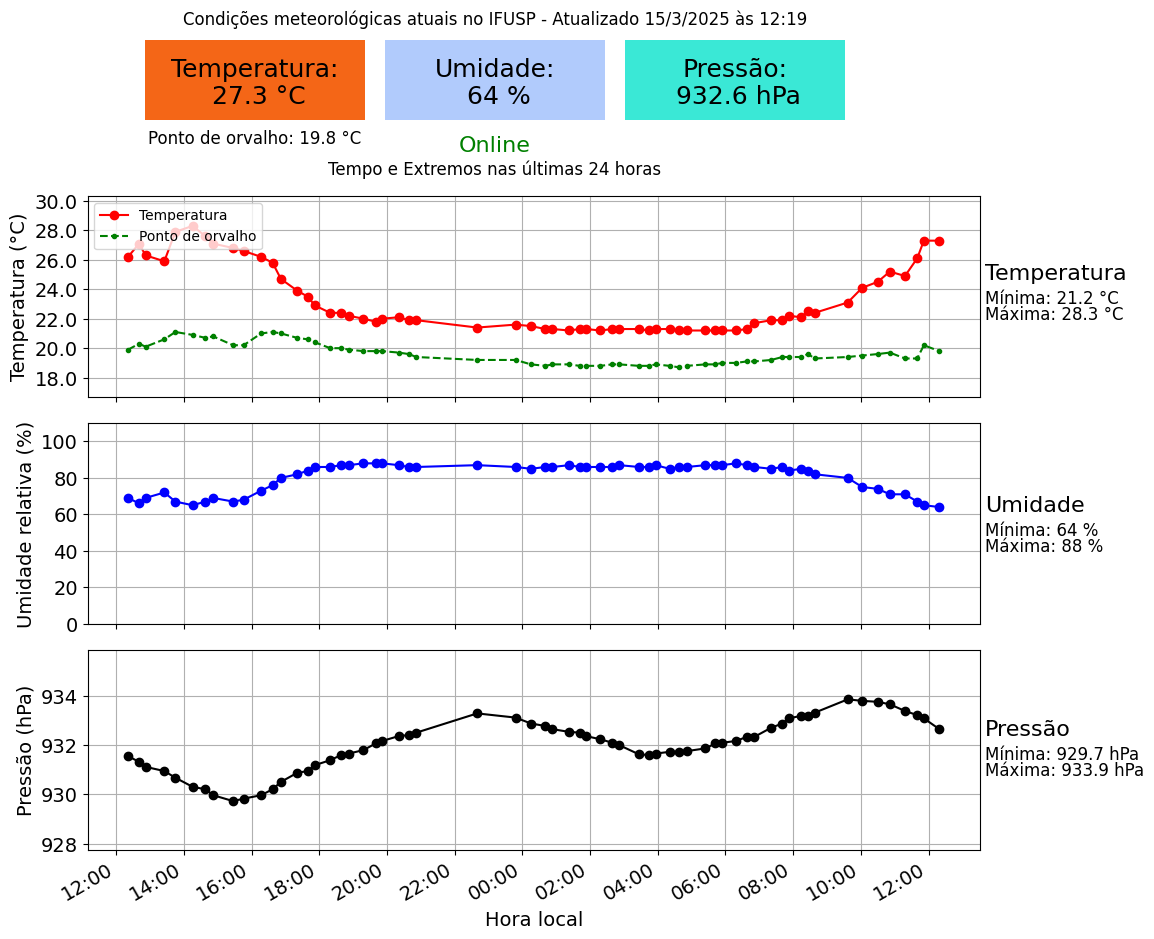 Condições meteorológicas atuais no IFUSP - Atualizado 15/3/2025 às 12:19
Temperatura:
27.3 °C
Umidade:
64 %
Pressão:
932.6 hPa
Ponto de orvalho: 19.8 °C
Online
Tempo e Extremos nas últimas 24 horas
Temperatura (°C)
30.0
28.0
26.0
24.0
22.0
20.0
18.0
Temperatura
Ponto de orvalho
Temperatura
Mínima: 21.2 °C
Máxima: 28.3 °C
Umidade relativa (%)
100
80
60
40
20
0
Umidade
Mínima: 64 %
Máxima: 88 %
Pressão (hPa)
934
932
930
928
Pressão
Mínima: 929.7 hPa
Máxima: 933.9 hPa
12:00
14:00
16:00
18:00
20:00
22:00
00:00
02:00
04:00
06:00
08:00
10:00
12:00
Hora local